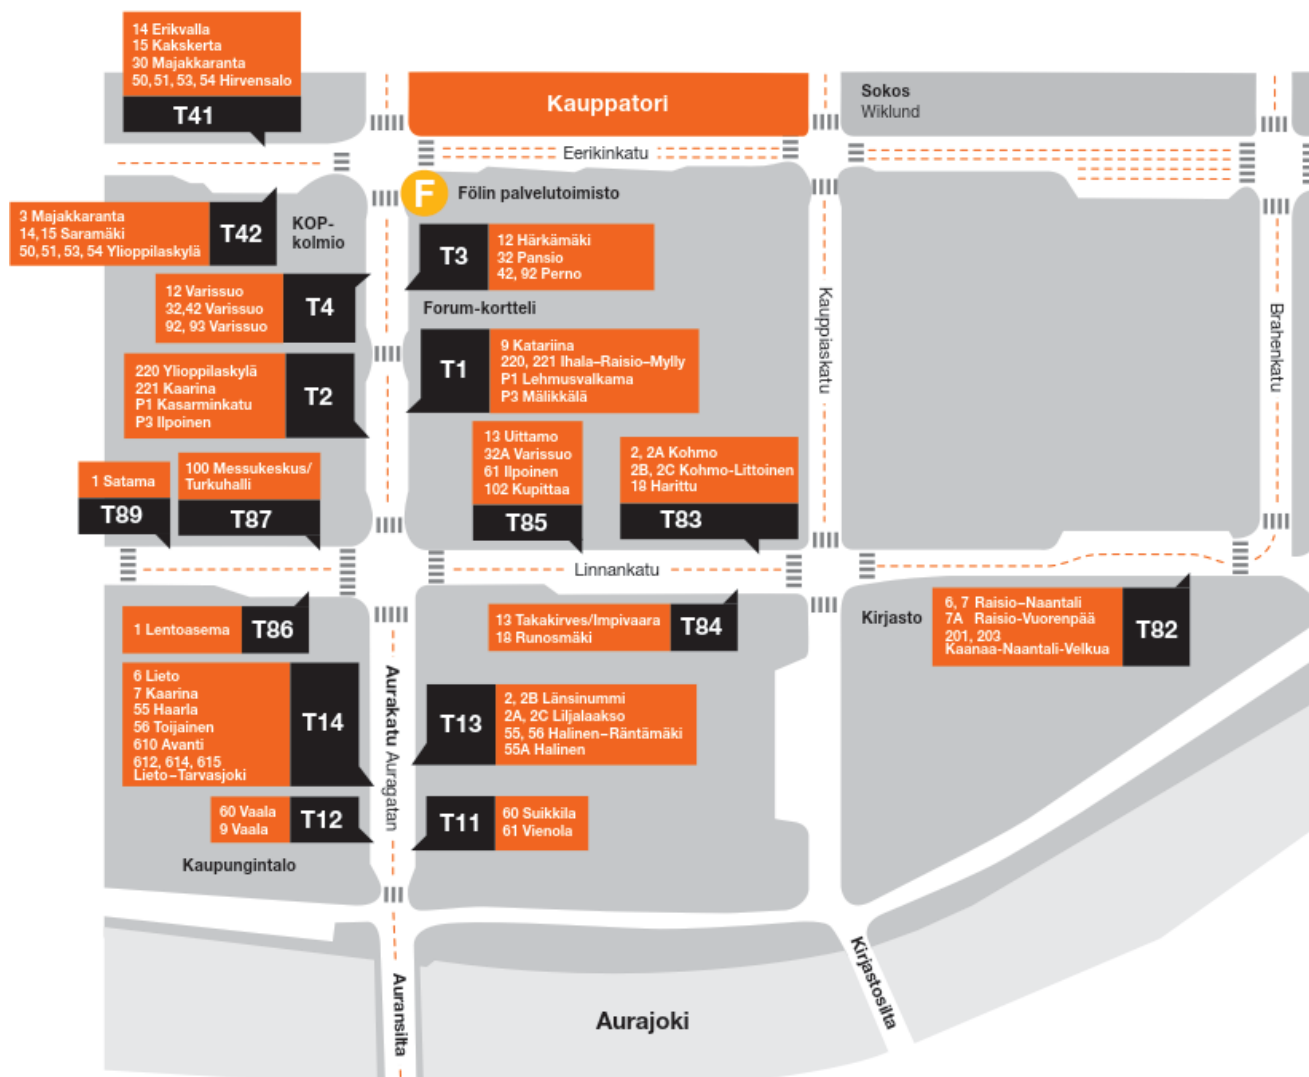 14 Erikvalla
15 Kakskerta
30 Majakkaranta
50, 51, 53, 54 Hirvensalo
T41
Kauppatori
Sokos
Wiklund
Eerikinkatu
F
Fölin palvelutoimisto
3 Majakkaranta
14, 15 Saramäki
50, 51, 53, 54 Ylioppilaskylä
T42
KOP-
kolmio
T3
12 Härkämäki
32 Pansio
42, 92 Perno
12 Varissuo
32,42 Varissuo
92, 93 Varissuo
T4
Forum-kortteli
Kauppiaskatu
Brahenkatu
T1
9 Katariina
220, 221 Ihala–Raisio–Mylly
P1 Lehmusvalkama
P3 Mälikkälä
220 Ylioppilaskylä
221 Kaarina
P1 Kasarminkatu
P3 Ilpoinen
T2
1 Satama
T89
100 Messukeskus/
Turkuhalli
T87
13 Uittamo
32A Varissuo
61 Ilpoinen
102 Kupittaa
T85
2, 2A Kohmo
2B, 2C Kohmo-Littoinen
18 Harittu
T83
Linnankatu
1 Lentoasema
T86
13 Takakirves/Impivaara
18 Runosmäki
T84
Kirjasto
6, 7 Raisio–Naantali
7A Raisio-Vuorenpää
201, 203
Kaanaa-Naantali-Velkua
T82
6 Lieto
7 Kaarina
55 Haarla
56 Toijainen
610 Avanti
612, 614, 615
Lieto–Tarvasjoki
T14
Aurakatu Auragatan
T13
2, 2B Länsinummi
2A, 2C Liljalaakso
55, 56 Halinen–Räntämäki
55A Halinen
60 Vaala
9 Vaala
T12
T11
60 Suikkila
61 Vienola
Kaupungintalo
Auransilta
Aurajoki
Kirjastosilta